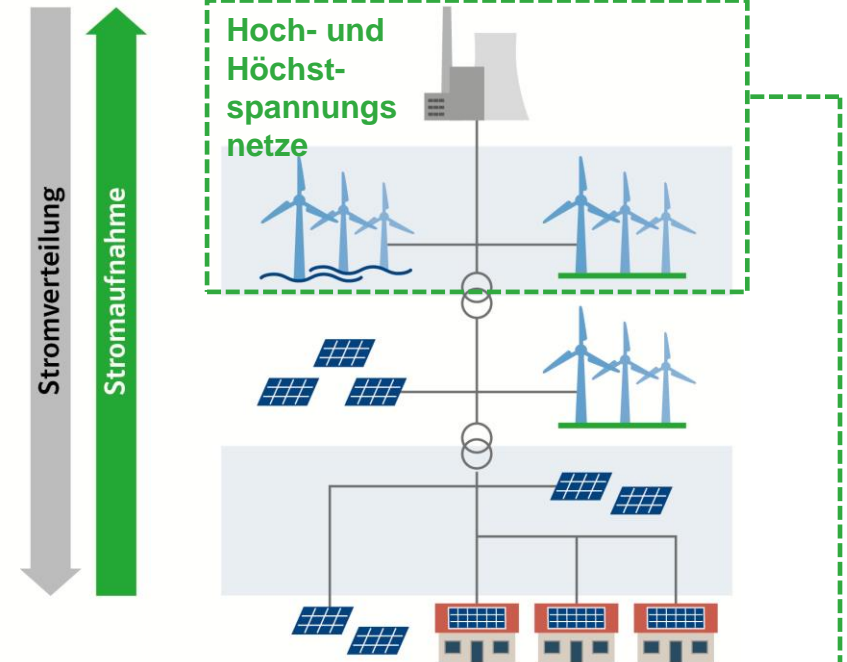 Hoch- und
Höchst-
spannungs
netze
Stromverteilung
Stromaufnahme